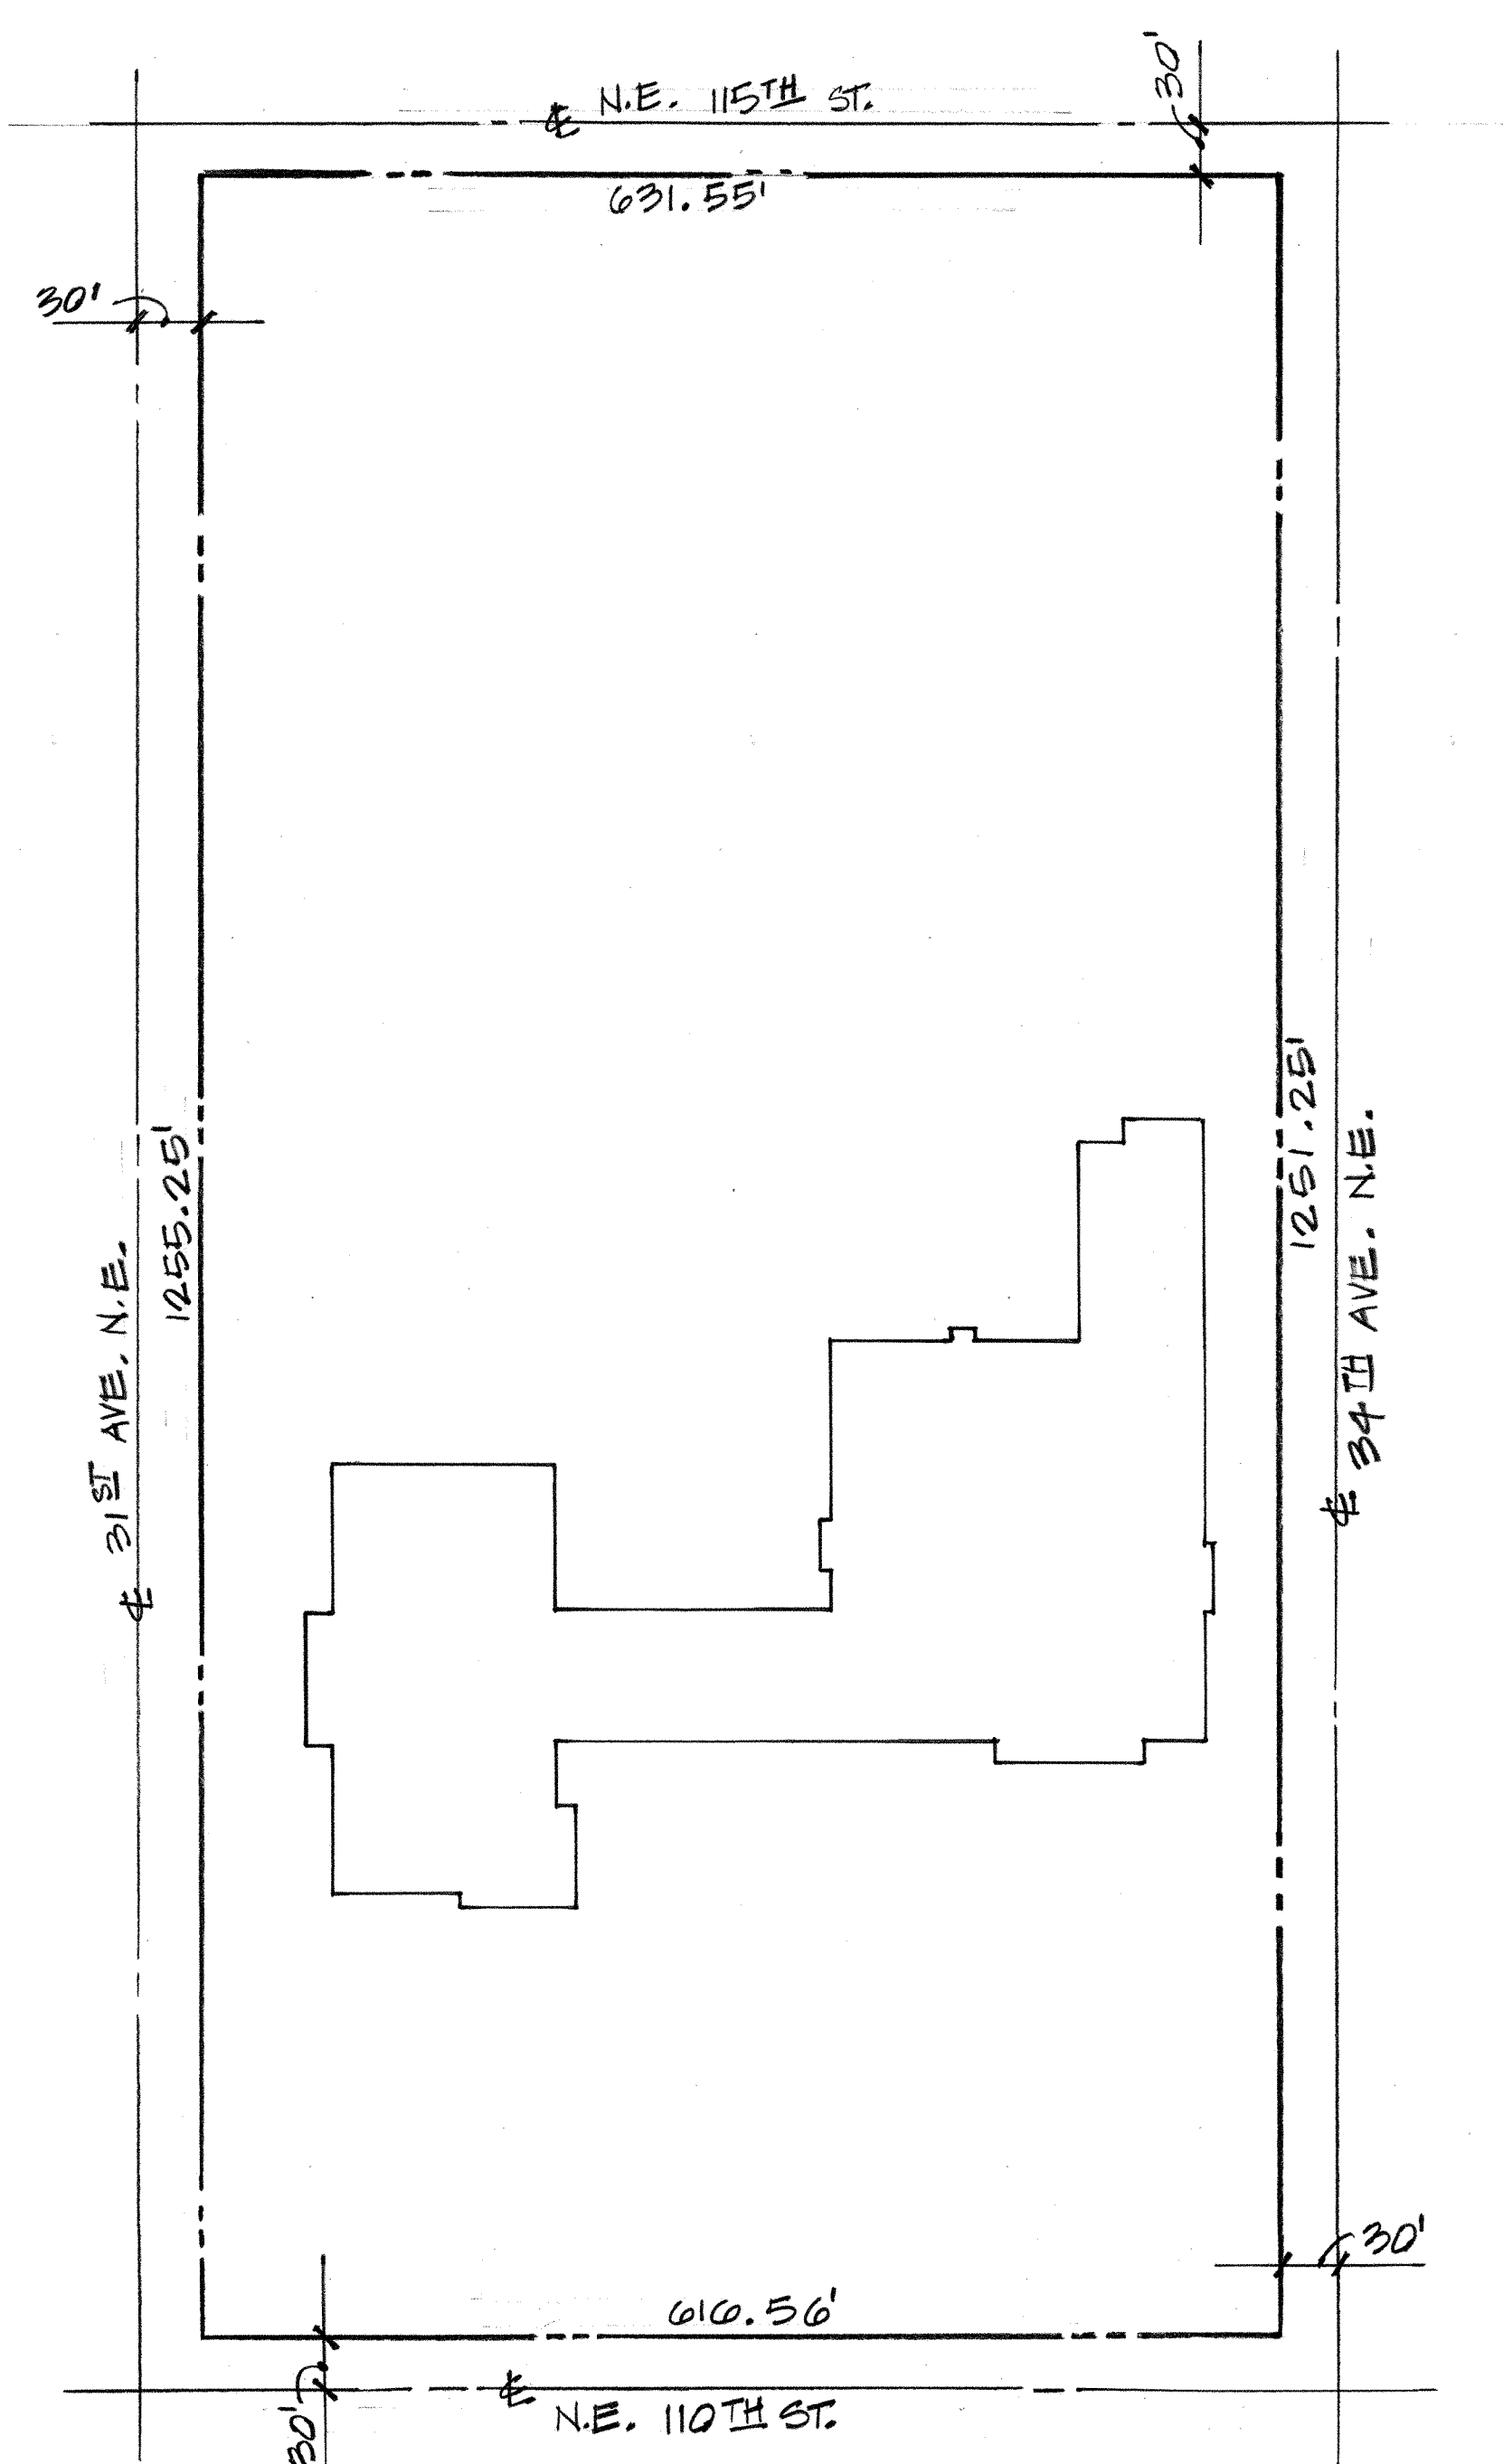 30'
℄ N.E. 115TH ST.
631.55'
30'
1255.25'
℄ 31ST AVE. N.E.
1251.25'
℄ 34TH AVE. N.E.
30'
616.56'
℄ N.E. 110TH ST.
30'